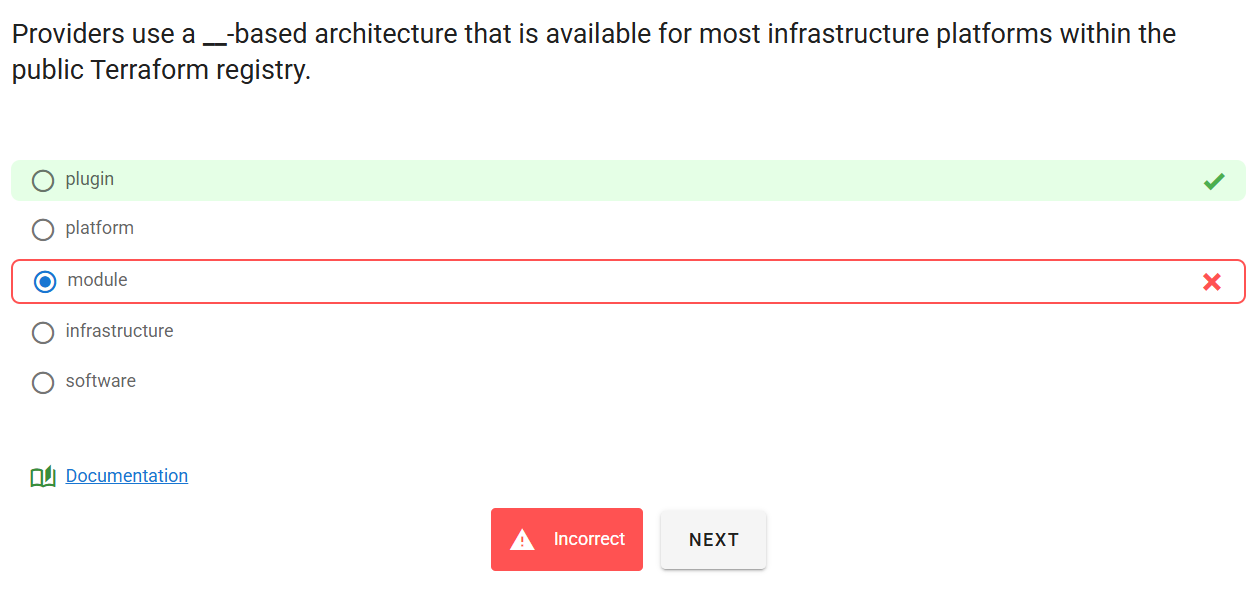 Providers use a __-based architecture that is available for most infrastructure platforms within the
public Terraform registry.
plugin
platform
module
infrastructure
software
Documentation
Incorrect
NEXT